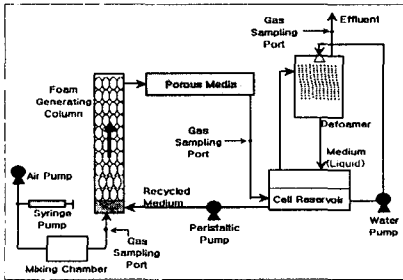 Gas
Sampling
Port
Effluent
Foam
Generating
Column
Porous Media
Defoamer
Gas
Sampling
Port
Medium
(Liquid)
Air Pump
Recycled
Medium
Cell Reservoir
Syringe
Pump
Peristaltic
Pump
Water
Pump
Mixing Chamber
Gas
Sampling
Port